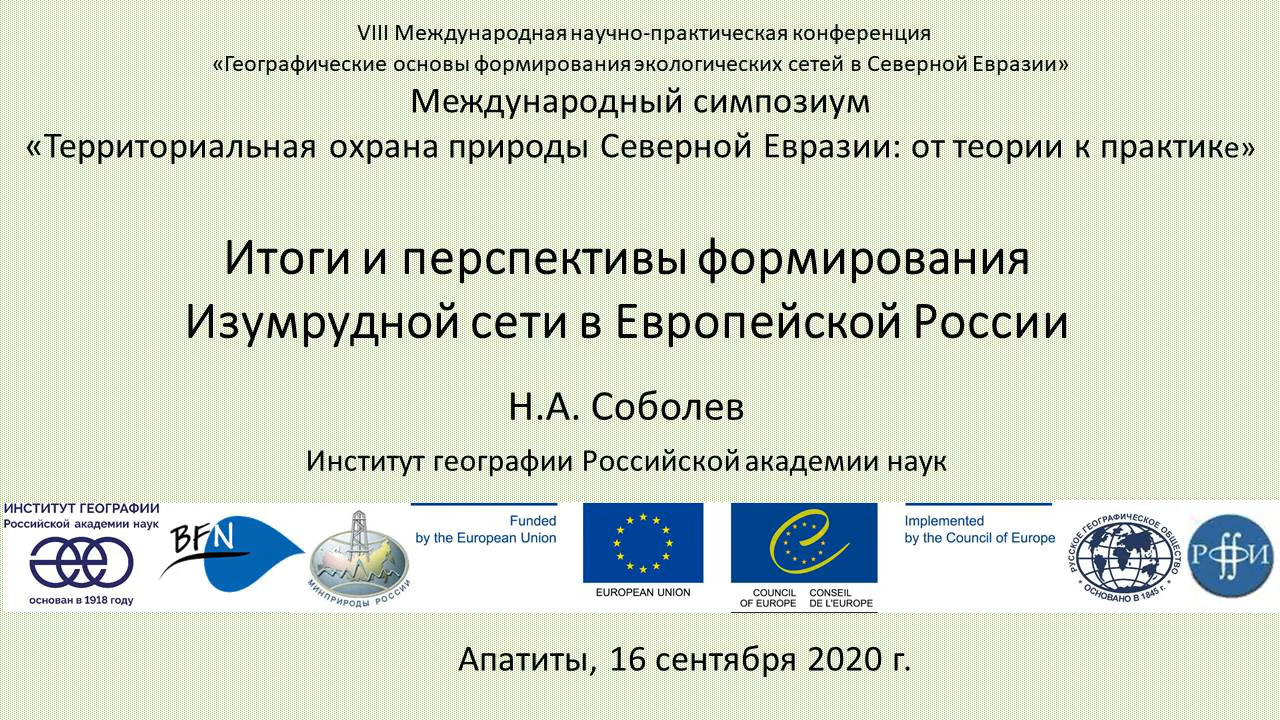 VIII Международная научно-практическая конференция
«Географические основы формирования экологических сетей в Северной Евразии»
Международный симпозиум
«Территориальная охрана природы Северной Евразии: от теории к практике»
Итоги и перспективы формирования
Изумрудной сети в Европейской России
Н.А. Соболев
Институт географии Российской академии наук
ИНСТИТУТ ГЕОГРАФИИ
Российской академии наук
основан в 1918 году
BFN
МИНПРИРОДЫ РОССИИ
Funded
by the European Union
EUROPEAN UNION
COUNCIL
OF EUROPE
CONSEIL
DE L'EUROPE
Implemented
by the Council of Europe
РУССКОЕ ГЕОГРАФИЧЕСКОЕ ОБЩЕСТВО
ОСНОВАНО В 1845 г.
РФФИ
Апатиты, 16 сентября 2020 г.